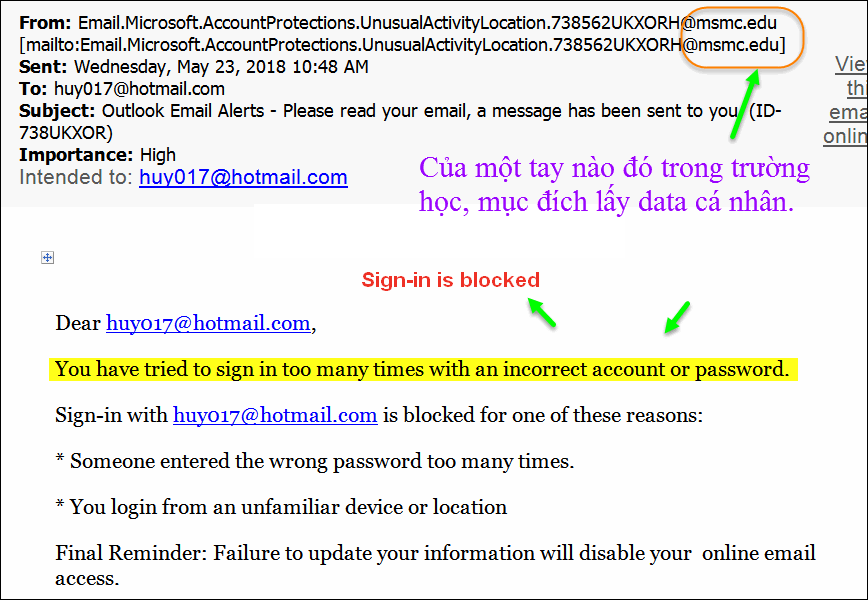 From: Email.Microsoft.AccountProtections.UnusualActivityLocation.738562UKXORH@msmc.edu
[mailto:Email.Microsoft.AccountProtections.UnusualActivityLocation.738562UKXORH@msmc.edu]
Sent: Wednesday, May 23, 2018 10:48 AM
To: huy017@hotmail.com
Subject: Outlook Email Alerts - Please read your email, a message has been sent to you (ID-
738UKXOR)
Importance: High
Intended to: huy017@hotmail.com
Của một tay nào đó trong trường
học, mục đích lấy data cá nhân.
Sign-in is blocked
Dear huy017@hotmail.com,
You have tried to sign in too many times with an incorrect account or password.
Sign-in with huy017@hotmail.com is blocked for one of these reasons:
* Someone entered the wrong password too many times.
* You login from an unfamiliar device or location
Final Reminder: Failure to update your information will disable your  online email
access.